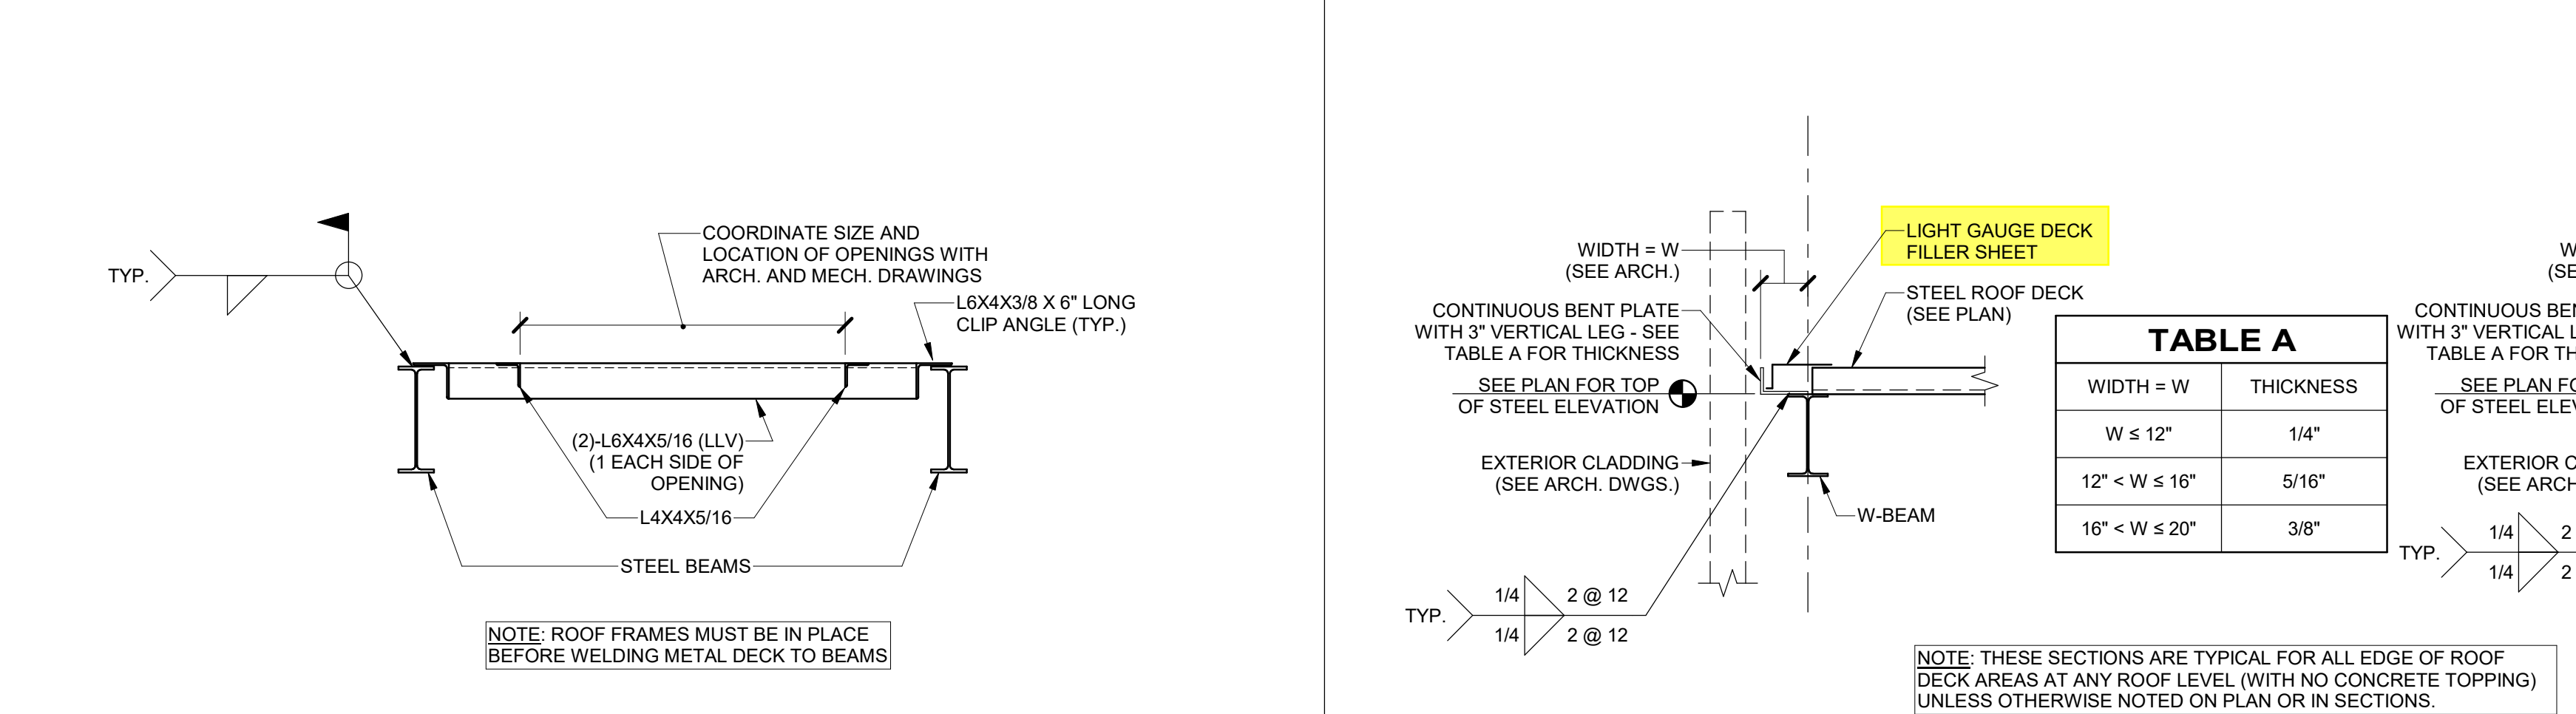 COORDINATE SIZE AND
LOCATION OF OPENINGS WITH
ARCH. AND MECH. DRAWINGS
TYP.
L6X4X3/8 X 6" LONG
CLIP ANGLE (TYP.)
(2)-L6X4X5/16 (LLV)
(1 EACH SIDE OF
OPENING)
L4X4X5/16
STEEL BEAMS
NOTE: ROOF FRAMES MUST BE IN PLACE
BEFORE WELDING METAL DECK TO BEAMS
LIGHT GAUGE DECK
FILLER SHEET
WIDTH = W
(SEE ARCH.)
STEEL ROOF DECK
(SEE PLAN)
CONTINUOUS BENT PLATE
WITH 3" VERTICAL LEG - SEE
TABLE A FOR THICKNESS
SEE PLAN FOR TOP
OF STEEL ELEVATION
EXTERIOR CLADDING
(SEE ARCH. DWGS.)
W-BEAM
TYP.
1/4 2 @ 12
1/4 2 @ 12
TABLE A
WIDTH = W THICKNESS
W ≤ 12" 1/4"
12" < W ≤ 16" 5/16"
16" < W ≤ 20" 3/8"
NOTE: THESE SECTIONS ARE TYPICAL FOR ALL EDGE OF ROOF
DECK AREAS AT ANY ROOF LEVEL (WITH NO CONCRETE TOPPING)
UNLESS OTHERWISE NOTED ON PLAN OR IN SECTIONS.
W
(SE
CONTINUOUS BEN
WITH 3" VERTICAL L
TABLE A FOR TH
SEE PLAN FO
OF STEEL ELEV
EXTERIOR C
(SEE ARCH
TYP.
1/4 2
1/4 2